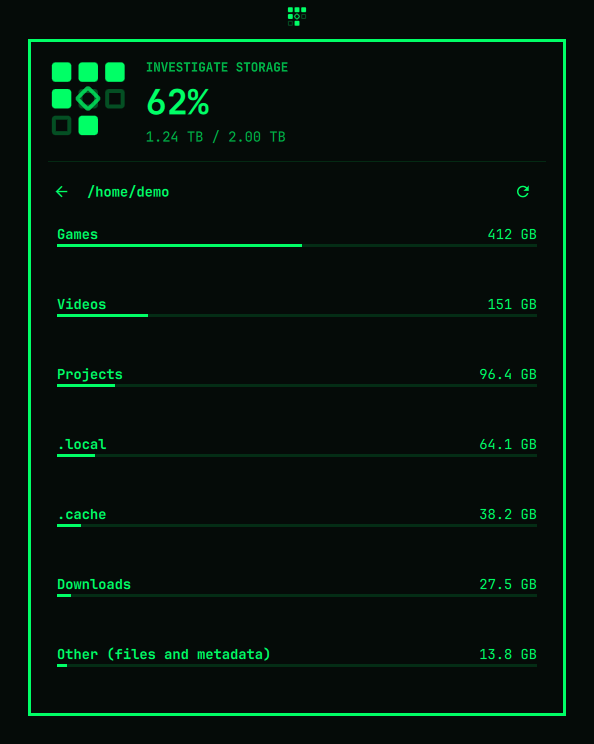 INVESTIGATE STORAGE
62%
1.24 TB / 2.00 TB
/home/demo
Games 412 GB
Videos 151 GB
Projects 96.4 GB
.local 64.1 GB
.cache 38.2 GB
Downloads 27.5 GB
Other (files and metadata) 13.8 GB